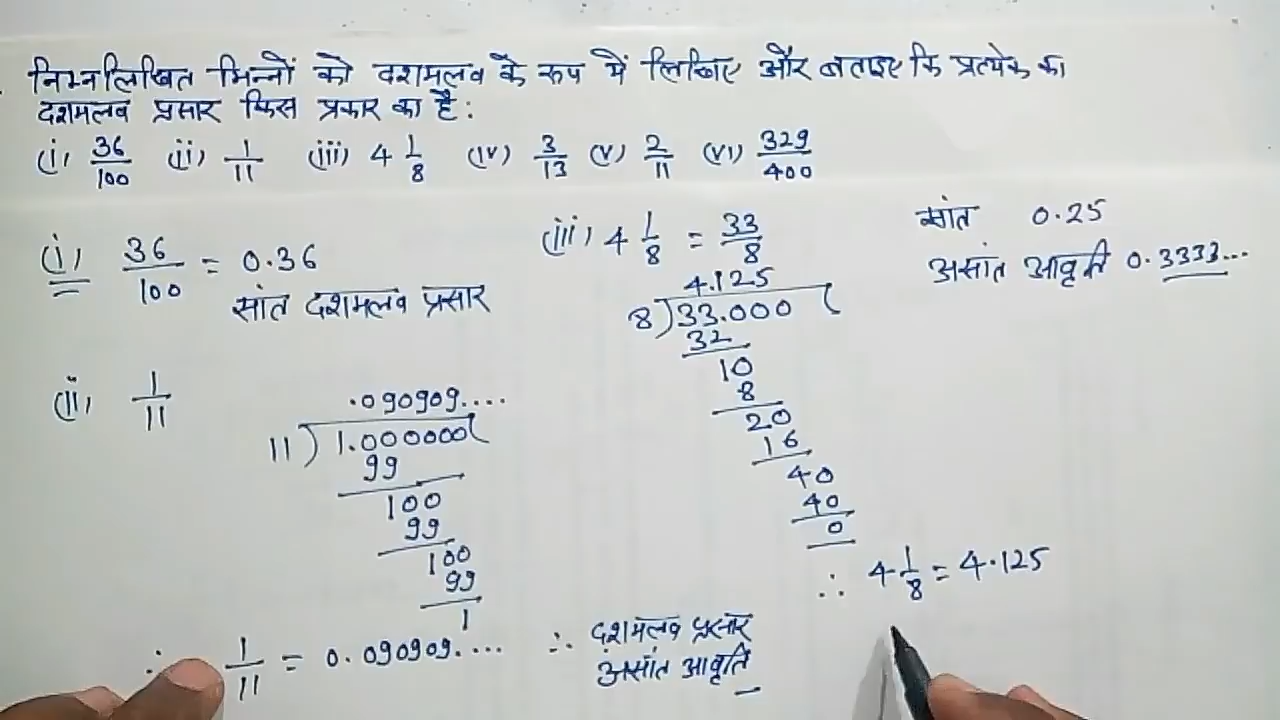 निम्नलिखित भिन्नों को दशमलव के रूप में लिखिए और बताइए कि प्रत्येक का
दशमलव प्रसार किस प्रकार का है:
(i) 36/100 (ii) 1/11 (iii) 4 1/8 (iv) 3/13 (v) 2/11 (vi) 329/400
(i) 36/100 = 0.36
सांत दशमलव प्रसार
(ii) 1/11
.090909....
11) 1.000000(
99
100
99
100
99
1
∴ 1/11 = 0.090909.... ∴ दशमलव प्रसार
असांत आवृति
(iii) 4 1/8 = 33/8
4.125
8) 33.000 (
32
10
8
20
16
40
40
0
∴ 4 1/8 = 4.125
सांत 0.25
असांत आवृती 0.3333...